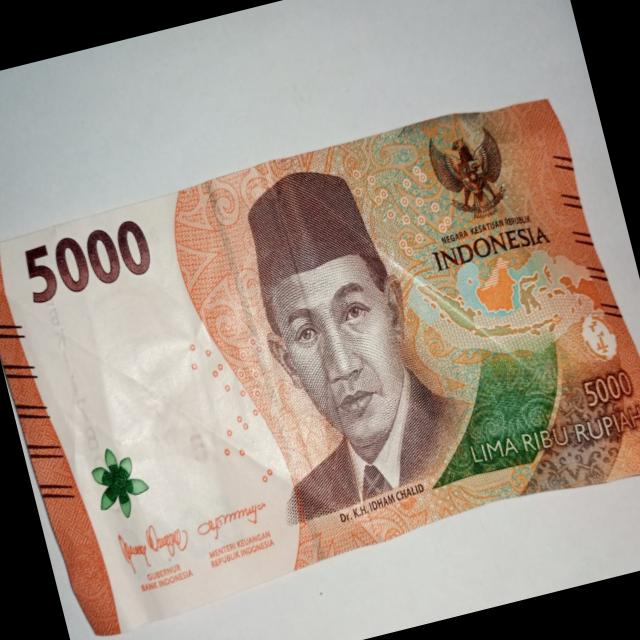 5000
NEGARA KESATUAN REPUBLIK
INDONESIA
5000
LIMA RIBU RUPIAH
Dr. K.H. IDHAM CHALID
GUBERNUR
BANK INDONESIA
MENTERI KEUANGAN
REPUBLIK INDONESIA